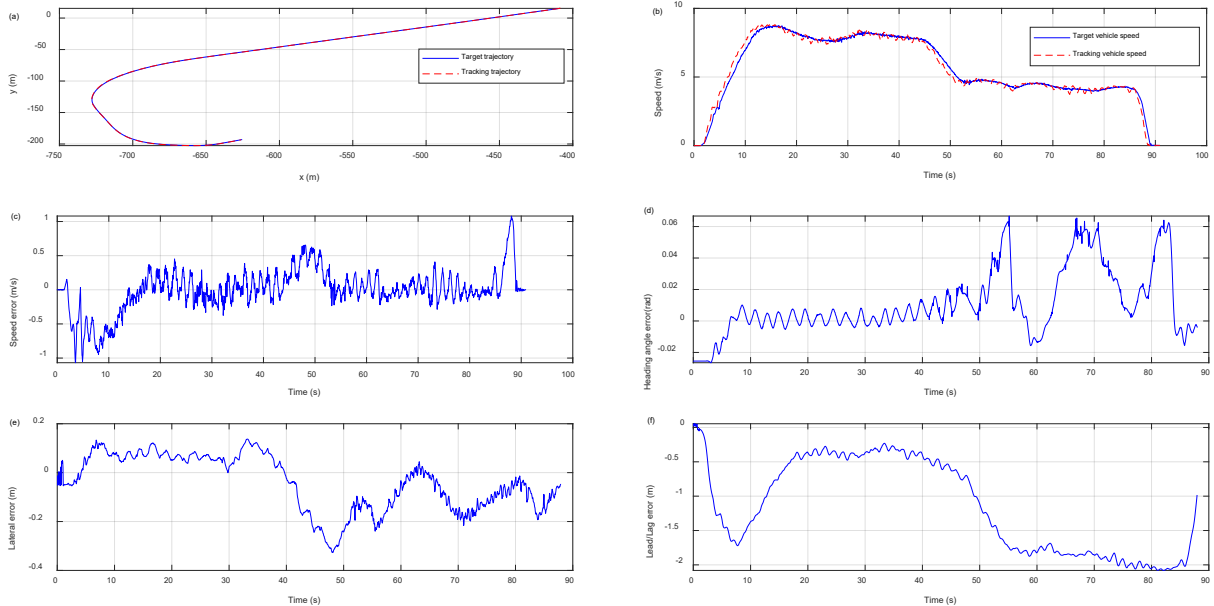 (a)
0
-50
-100
-150
-200
y (m)
Target trajectory
Tracking trajectory
-750 -700 -650 -600 -550 -500 -450 -400
x (m)
(b)
10
5
0
Speed (m/s)
Target vehicle speed
Tracking vehicle speed
0 10 20 30 40 50 60 70 80 90 100
Time (s)
(c)
1
0.5
0
-0.5
-1
Speed error(m/s)
0 10 20 30 40 50 60 70 80 90 100
Time (s)
(d)
0.06
0.04
0.02
0
-0.02
Heading angle error(rad)
0 10 20 30 40 50 60 70 80 90
Time (s)
(e)
0.2
0
-0.2
-0.4
Lateral error (m)
0 10 20 30 40 50 60 70 80 90
Time (s)
(f)
0
-0.5
-1
-1.5
-2
Lead/Lag error (m)
0 10 20 30 40 50 60 70 80 90
Time (s)